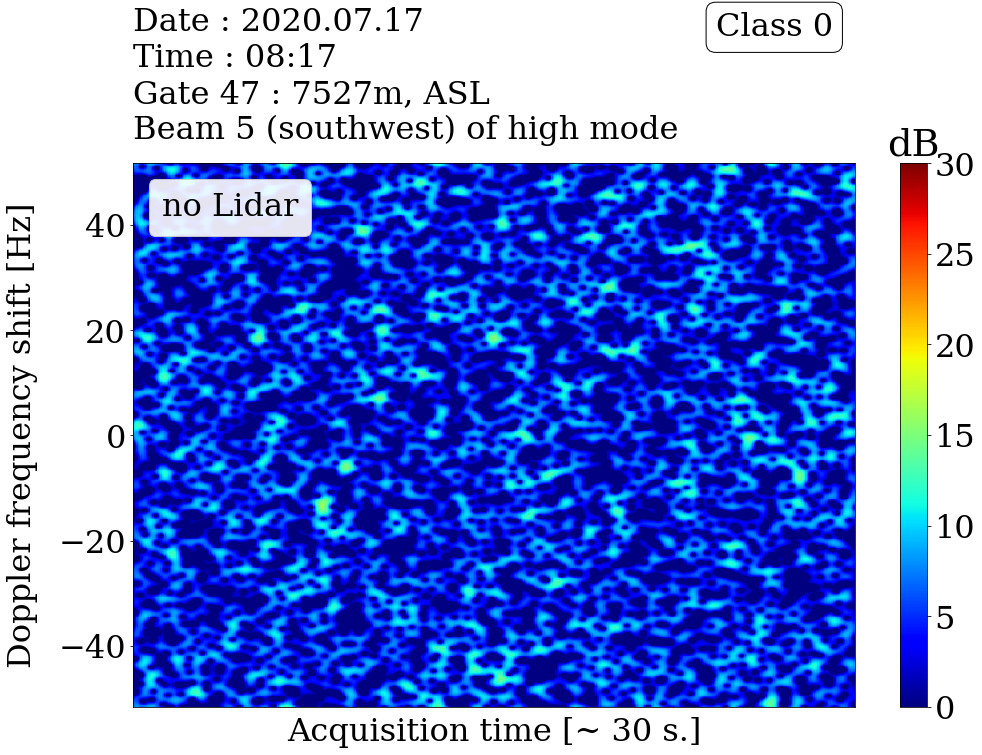 Date : 2020.07.17
Time : 08:17
Gate 47 : 7527m, ASL
Beam 5 (southwest) of high mode
Class 0
no Lidar
dB
30
25
20
15
10
5
0
Doppler frequency shift [Hz]
40
20
0
−20
−40
Acquisition time [~ 30 s.]